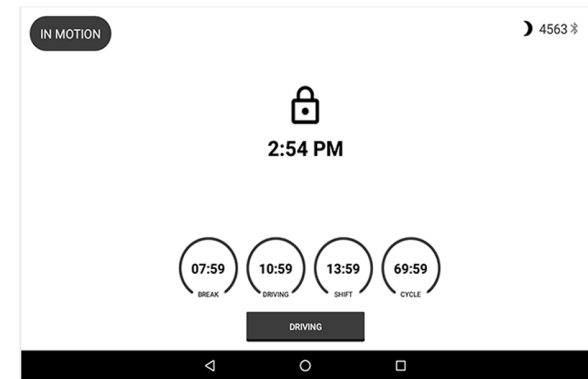 IN MOTION
4563
2:54 PM
07:59 10:59 13:59 69:59
BREAK DRIVING SHIFT CYCLE
DRIVING